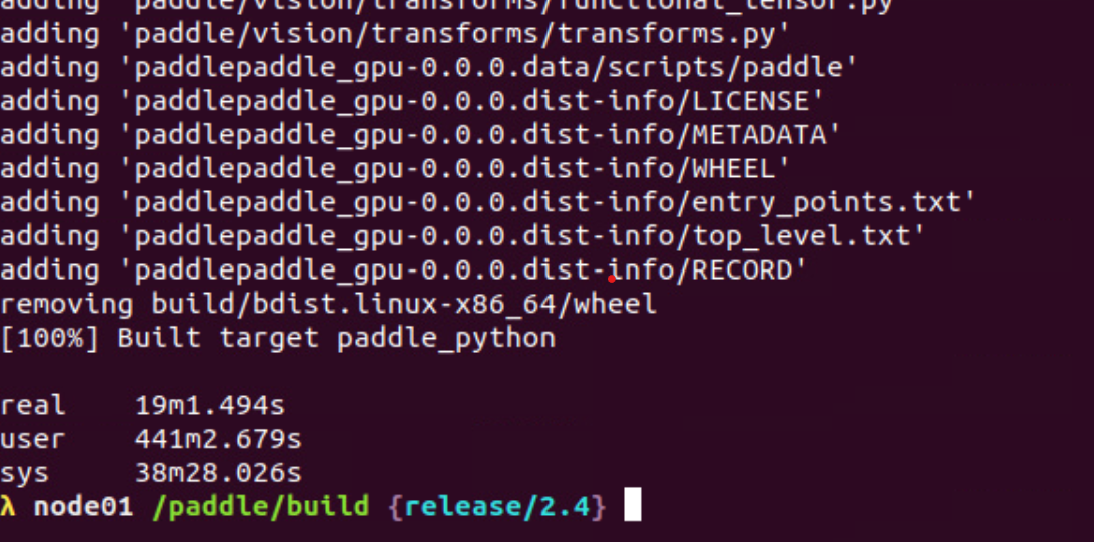 adding 'paddle/vision/transforms/functional_tensor.py'
adding 'paddle/vision/transforms/transforms.py'
adding 'paddlepaddle_gpu-0.0.0.data/scripts/paddle'
adding 'paddlepaddle_gpu-0.0.0.dist-info/LICENSE'
adding 'paddlepaddle_gpu-0.0.0.dist-info/METADATA'
adding 'paddlepaddle_gpu-0.0.0.dist-info/WHEEL'
adding 'paddlepaddle_gpu-0.0.0.dist-info/entry_points.txt'
adding 'paddlepaddle_gpu-0.0.0.dist-info/top_level.txt'
adding 'paddlepaddle_gpu-0.0.0.dist-info/RECORD'
removing build/bdist.linux-x86_64/wheel
[100%] Built target paddle_python
real 19m1.494s
user 441m2.679s
sys 38m28.026s
λ node01 /paddle/build {release/2.4}